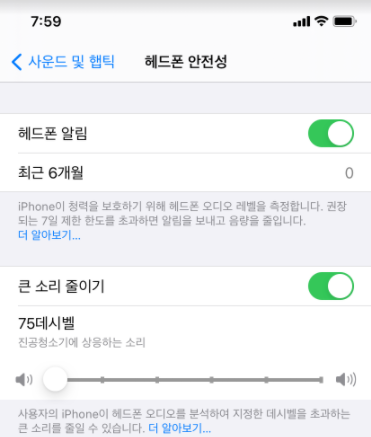 7:59
사운드 및 햅틱
헤드폰 안전성
헤드폰 알림
최근 6개월 0
iPhone이 청력을 보호하기 위해 헤드폰 오디오 레벨을 측정합니다. 권장
되는 7일 제한 한도를 초과하면 알림을 보내고 음량을 줄입니다.
더 알아보기...
큰 소리 줄이기
75데시벨
진공청소기에 상응하는 소리
사용자의 iPhone이 헤드폰 오디오를 분석하여 지정한 데시벨을 초과하는
큰 소리를 줄일 수 있습니다. 더 알아보기...